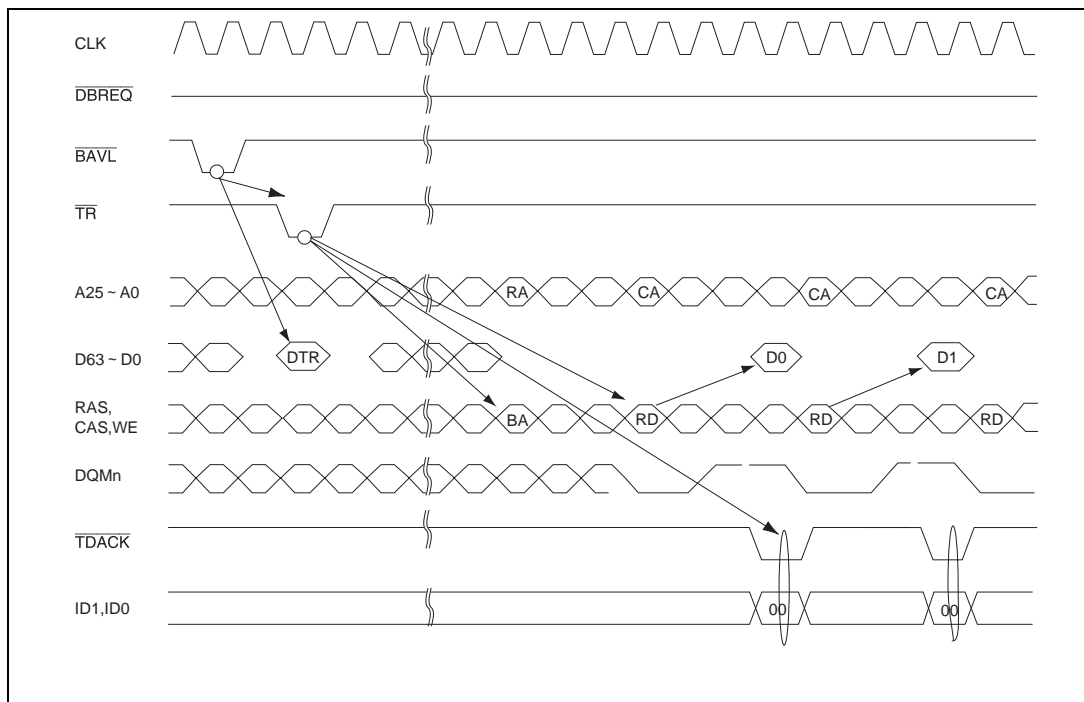 CLK
DBREQ
BAVL
TR
A25 ~ A0 RA CA CA CA
D63 ~ D0 DTR D0 D1
RAS,
CAS,WE BA RD RD RD
DQMn
TDACK
ID1,ID0 00 00